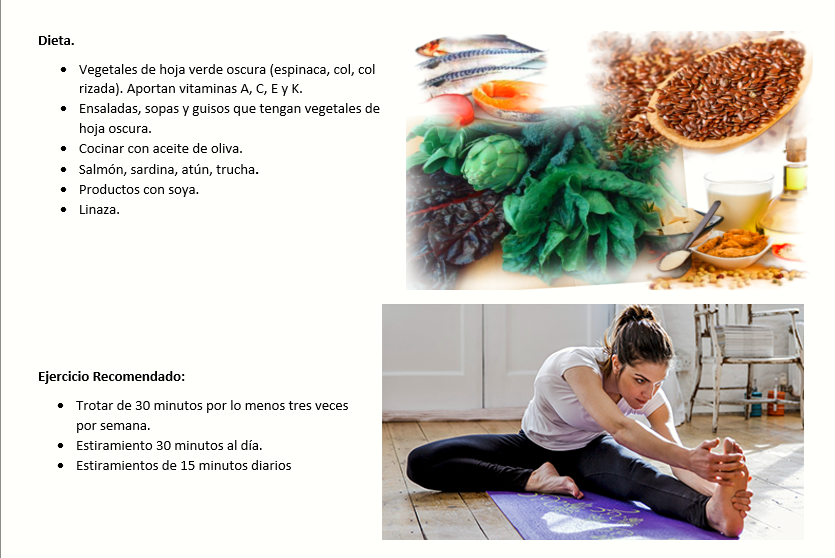 Dieta.
• Vegetales de hoja verde oscura (espinaca, col, col
rizada). Aportan vitaminas A, C, E y K.
• Ensaladas, sopas y guisos que tengan vegetales de
hoja oscura.
• Cocinar con aceite de oliva.
• Salmón, sardina, atún, trucha.
• Productos con soya.
• Linaza.
Ejercicio Recomendado:
• Trotar de 30 minutos por lo menos tres veces
por semana.
• Estiramiento 30 minutos al día.
• Estiramientos de 15 minutos diarios